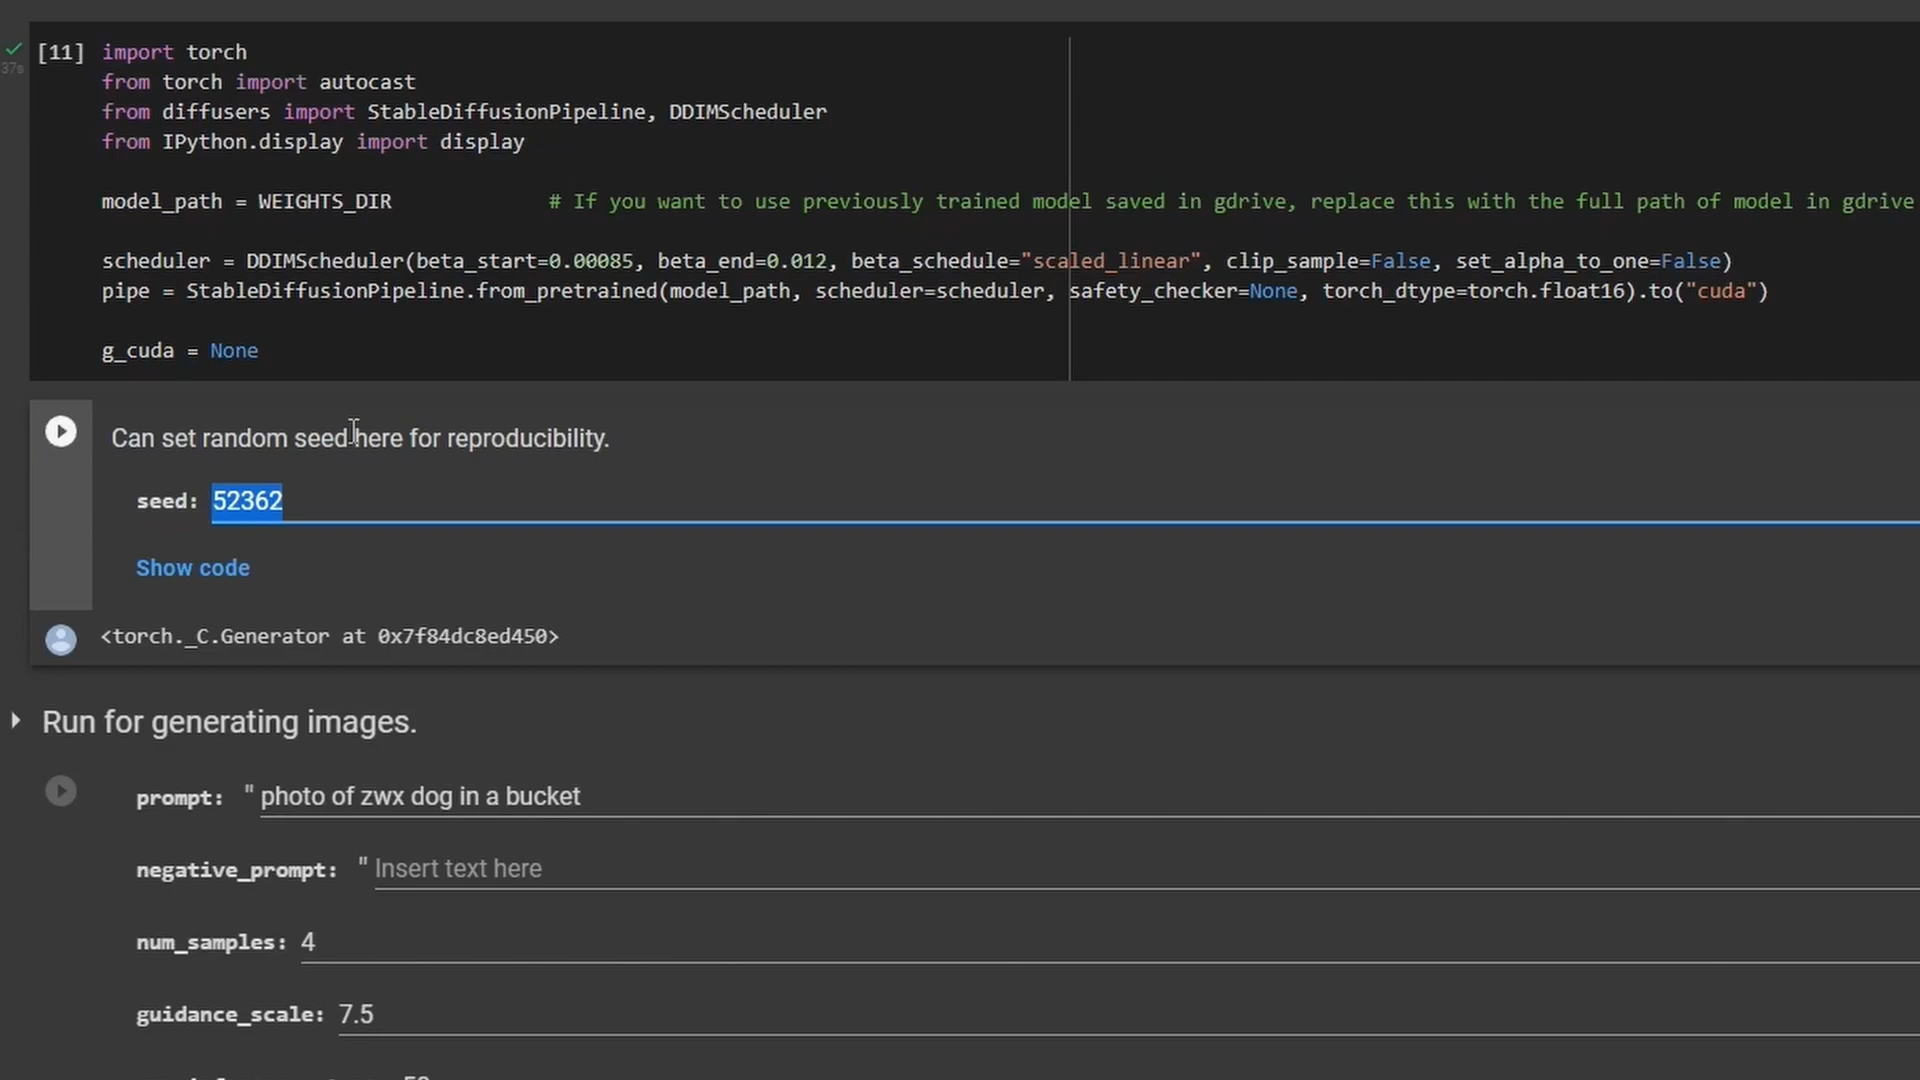 [11] import torch
37s
from torch import autocast
from diffusers import StableDiffusionPipeline, DDIMScheduler
from IPython.display import display
model_path = WEIGHTS_DIR # If you want to use previously trained model saved in gdrive, replace this with the full path of model in gdrive
scheduler = DDIMScheduler(beta_start=0.00085, beta_end=0.012, beta_schedule="scaled_linear", clip_sample=False, set_alpha_to_one=False)
pipe = StableDiffusionPipeline.from_pretrained(model_path, scheduler=scheduler, safety_checker=None, torch_dtype=torch.float16).to("cuda")
g_cuda = None
Can set random seed here for reproducibility.
seed: 52362
Show code
<torch._C.Generator at 0x7f84dc8ed450>
Run for generating images.
prompt: " photo of zwx dog in a bucket
negative_prompt: " Insert text here
num_samples: 4
guidance_scale: 7.5